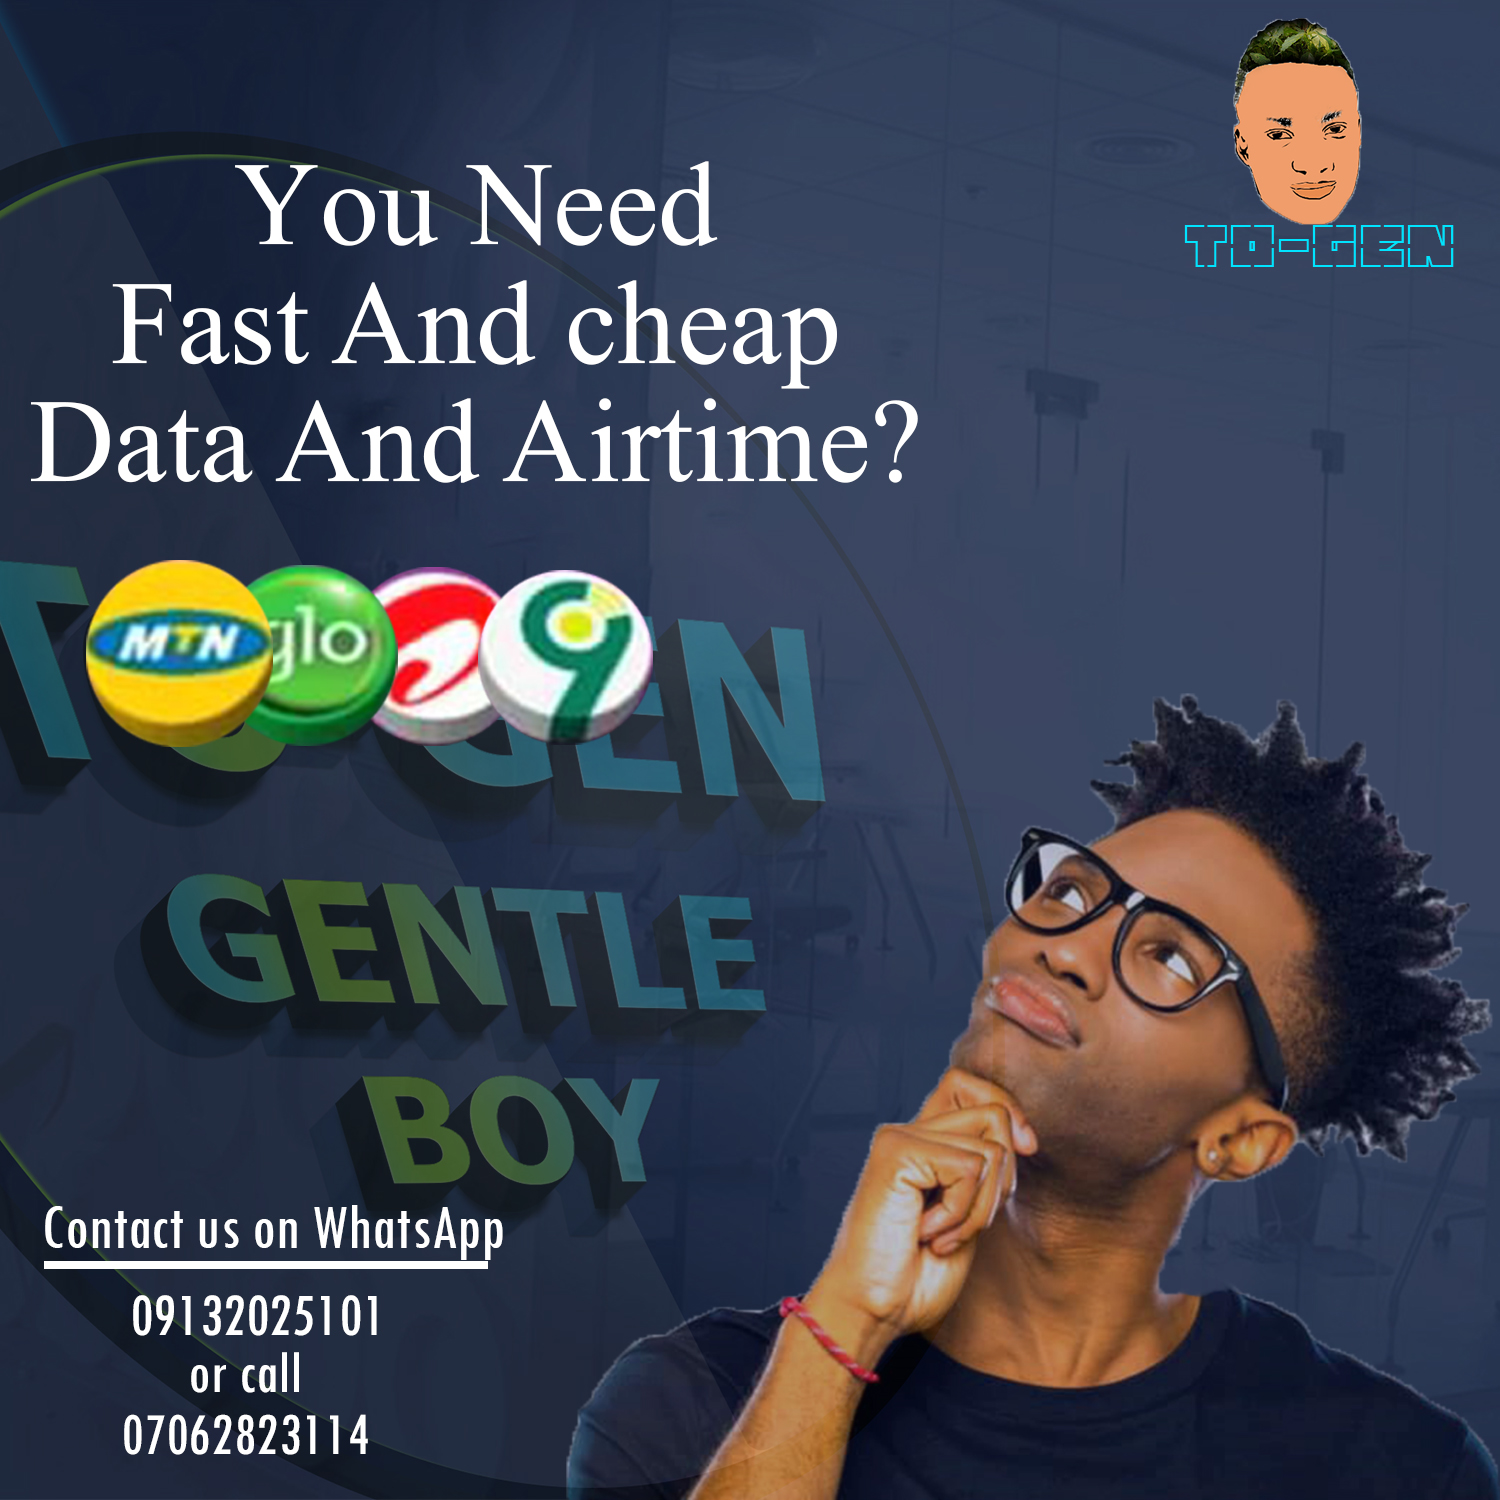 TO-GEN
You Need
Fast And cheap
Data And Airtime?
MTN
glo
9
TO GEN
GENTLE
BOY
Contact us on WhatsApp
09132025101
or call
07062823114